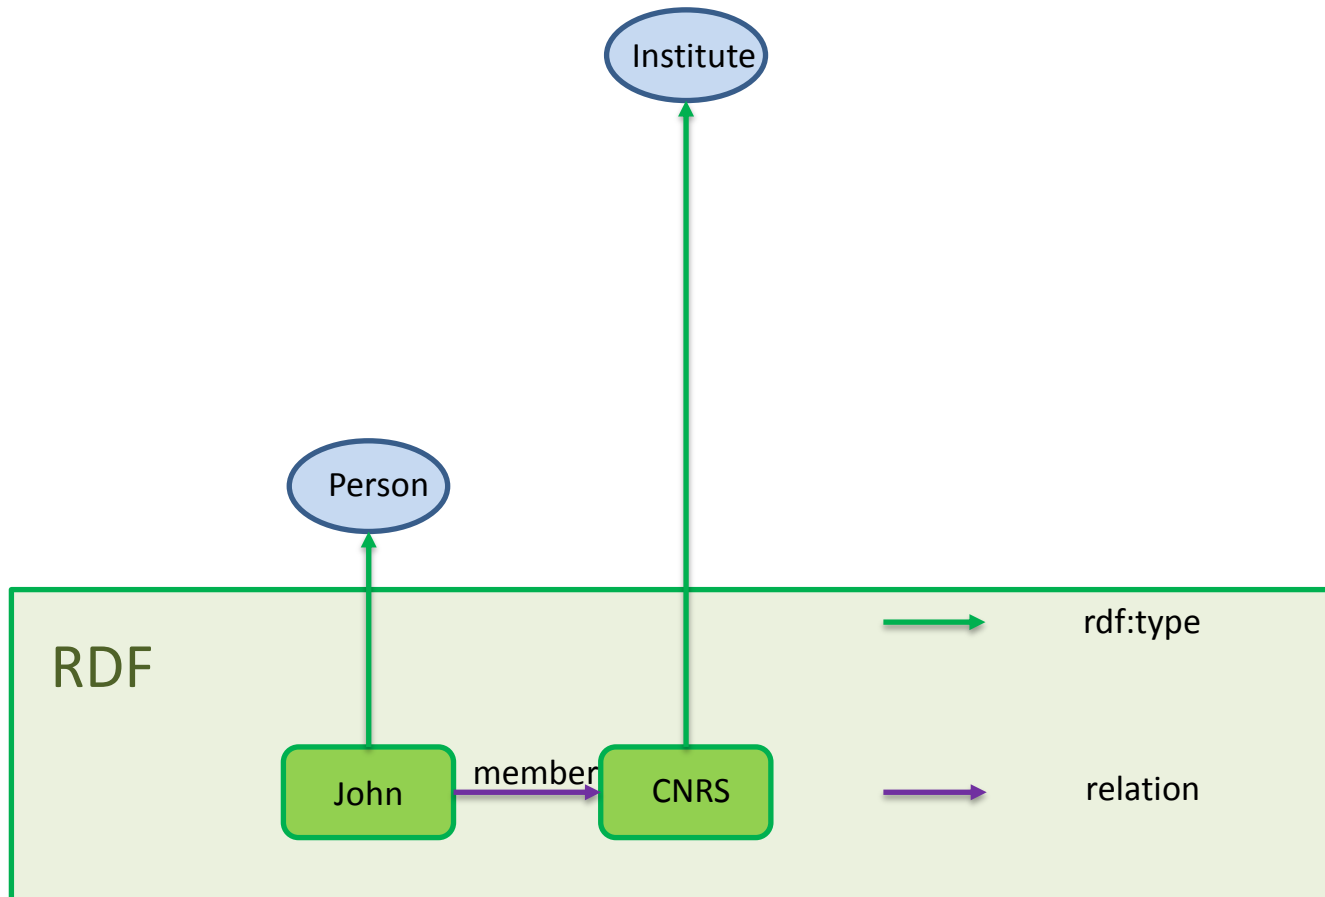 Institute
Person
rdf:type
RDF
member
John
CNRS
relation